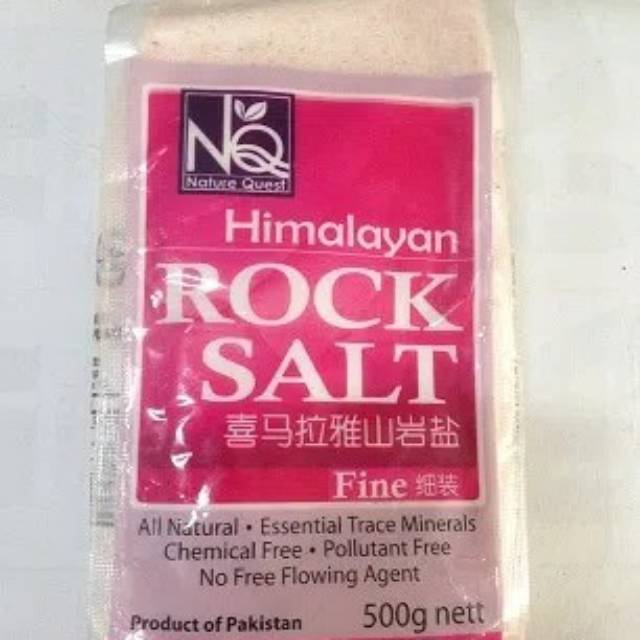 NQ
Nature Quest
Himalayan
ROCK
SALT
喜马拉雅山岩盐
Fine 细装
All Natural • Essential Trace Minerals
Chemical Free • Pollutant Free
No Free Flowing Agent
Product of Pakistan 500g nett